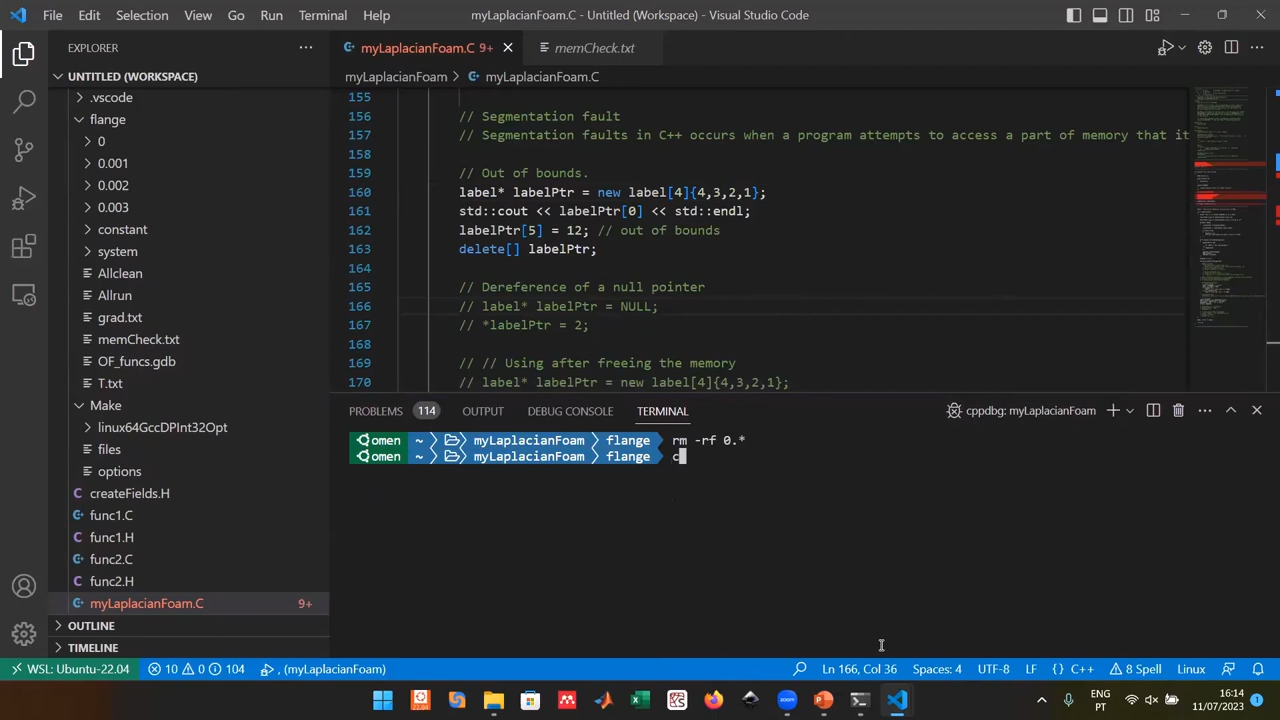 File Edit Selection View Go Run Terminal Help
myLaplacianFoam.C - Untitled (Workspace) - Visual Studio Code
EXPLORER
UNTITLED (WORKSPACE)
.vscode
flange
0
0.001
0.002
0.003
constant
system
Allclean
Allrun
grad.txt
memCheck.txt
OF_funcs.gdb
T.txt
Make
linux64GccDPInt32Opt
files
options
createFields.H
func1.C
func1.H
func2.C
func2.H
myLaplacianFoam.C 9+
OUTLINE
TIMELINE
myLaplacianFoam.C 9+
memCheck.txt
myLaplacianFoam > myLaplacianFoam.C
155
156 Segmentation fault
157 Segmentation faults in C++ occurs when a program attempts access a part of memory that it
158
159 Out of bounds.
160 label* labelPtr = new label[4]{4,3,2,1};
161 labelPtr[0] std::endl;
162 labelPtr[5] = 12; out of bounds
163 delete[] labelPtr;
164
165 Dereference of a null pointer
166 // label* labelPtr = NULL;
167 // *labelPtr = 2;
168
169 // // Using after freeing the memory
170 // label* labelPtr = new label[4]{4,3,2,1};
PROBLEMS 114 OUTPUT DEBUG CONSOLE TERMINAL
cppdbg: myLaplacianFoam
omen ~ myLaplacianFoam flange rm -rf 0.*
omen ~ myLaplacianFoam flange c
WSL: Ubuntu-22.04 10 0 104 , (myLaplacianFoam)
Ln 166, Col 36 Spaces: 4 UTF-8 LF {} C++ 8 Spell Linux
ENG
PT
16:14
11/07/2023